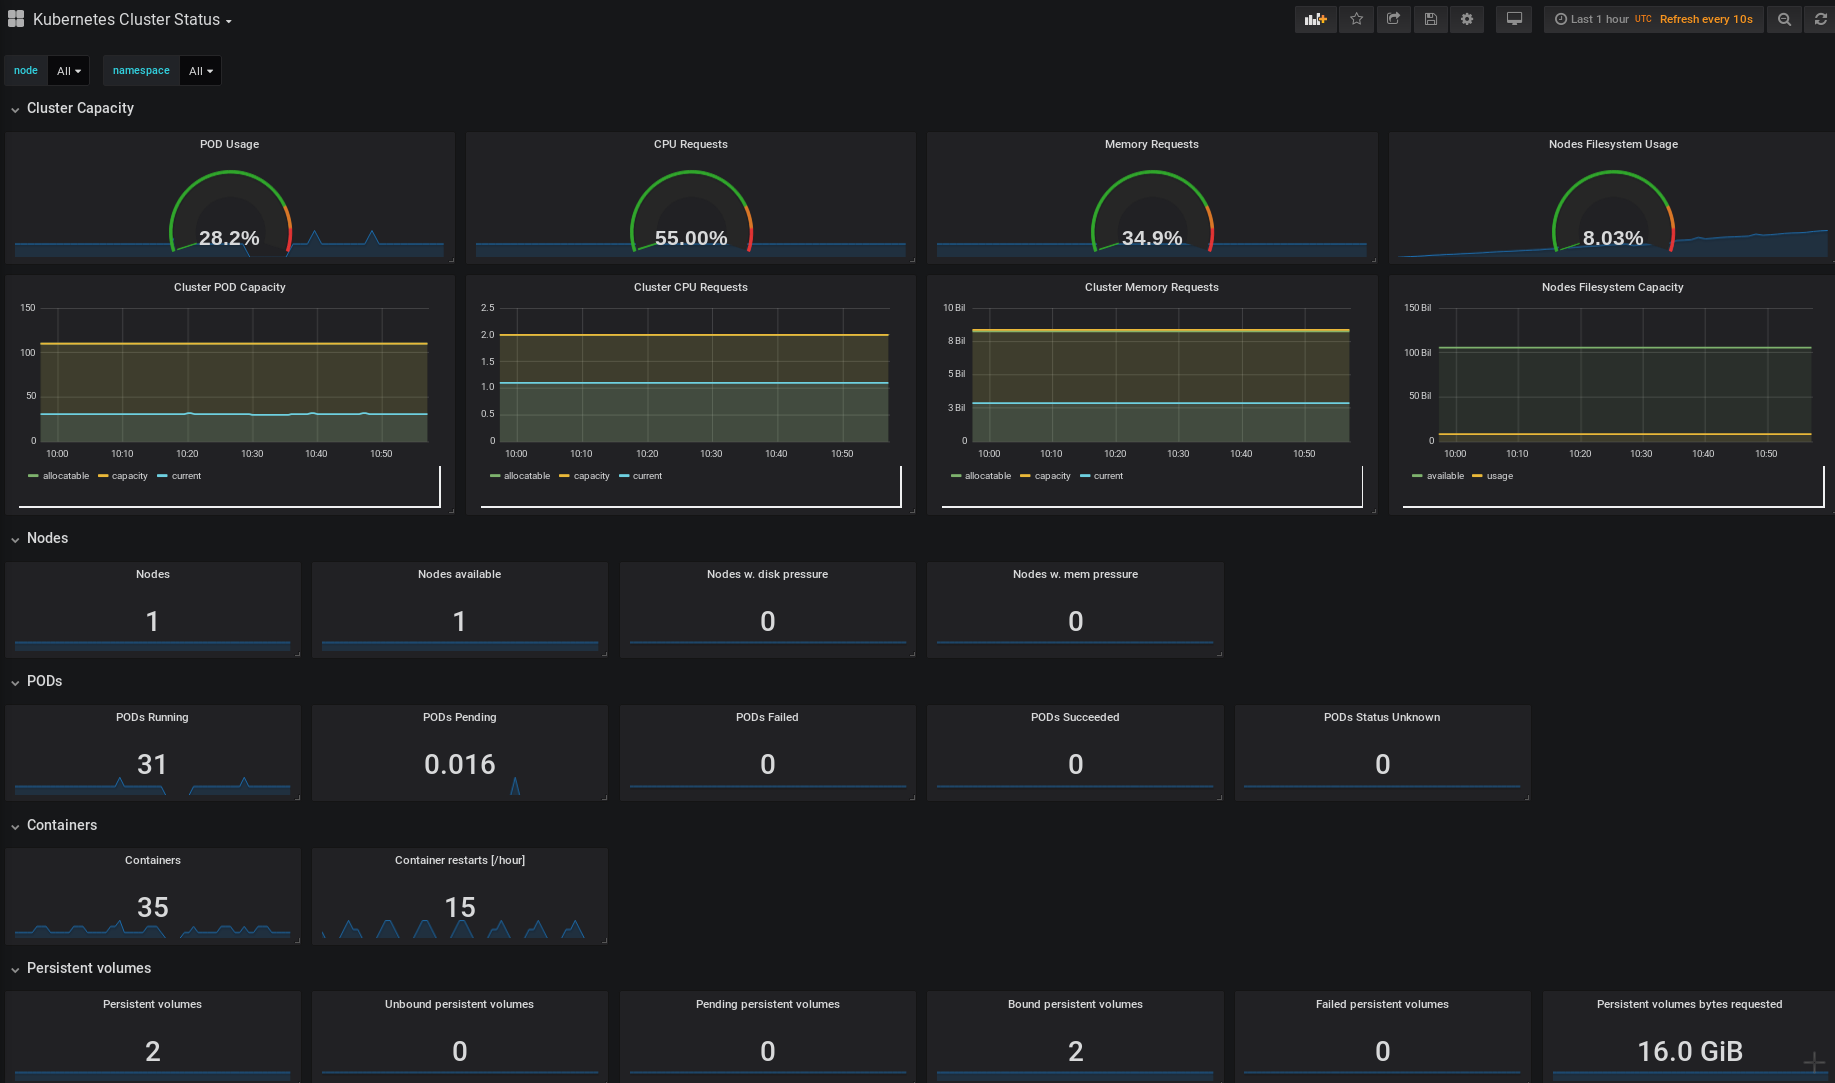 Kubernetes Cluster Status
Last 1 hour UTC Refresh every 10s
node All namespace All
Cluster Capacity
POD Usage
28.2%
CPU Requests
55.00%
Memory Requests
34.9%
Nodes Filesystem Usage
8.03%
Cluster POD Capacity
150
100
50
0
10:00 10:10 10:20 10:30 10:40 10:50
allocatable capacity current
Cluster CPU Requests
2.5
2.0
1.5
1.0
0.5
0
10:00 10:10 10:20 10:30 10:40 10:50
allocatable capacity current
Cluster Memory Requests
10 Bil
8 Bil
5 Bil
3 Bil
0
10:00 10:10 10:20 10:30 10:40 10:50
allocatable capacity current
Nodes Filesystem Capacity
150 Bil
100 Bil
50 Bil
0
10:00 10:10 10:20 10:30 10:40 10:50
available usage
Nodes
Nodes
1
Nodes available
1
Nodes w. disk pressure
0
Nodes w. mem pressure
0
PODs
PODs Running
31
PODs Pending
0.016
PODs Failed
0
PODs Succeeded
0
PODs Status Unknown
0
Containers
Containers
35
Container restarts [/hour]
15
Persistent volumes
Persistent volumes
2
Unbound persistent volumes
0
Pending persistent volumes
0
Bound persistent volumes
2
Failed persistent volumes
0
Persistent volumes bytes requested
16.0 GiB